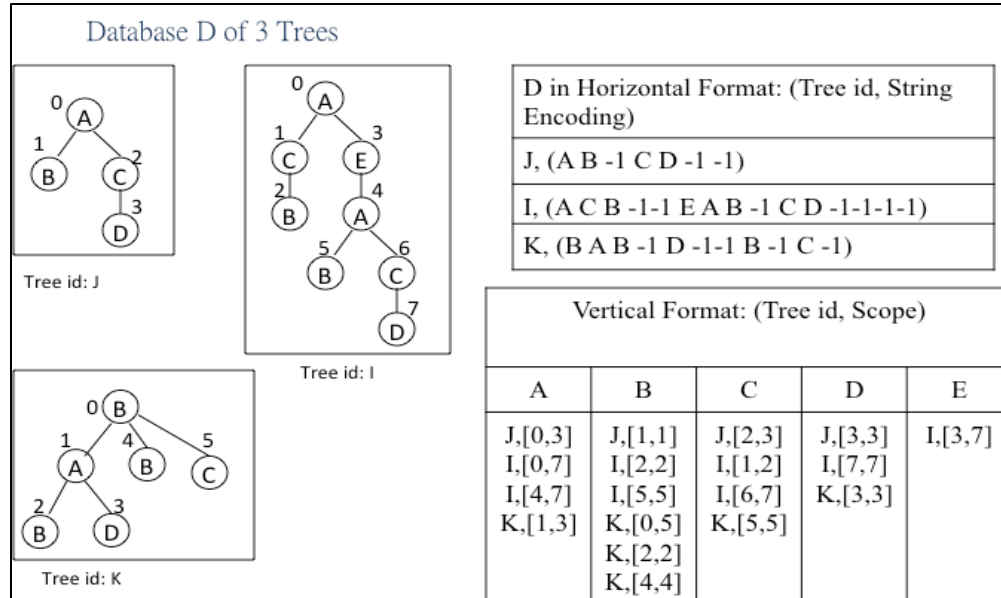 Database D of 3 Trees
0
A
1
B
2
C
3
D
Tree id: J
0
A
1
C
3
E
2
B
4
A
5
B
6
C
7
D
Tree id: I
0
B
1
A
4
B
5
C
2
B
3
D
Tree id: K
D in Horizontal Format: (Tree id, String
Encoding)
J, (A B -1 C D -1 -1)
I, (A C B -1-1 E A B -1 C D -1-1-1-1)
K, (B A B -1 D -1-1 B -1 C -1)
Vertical Format: (Tree id, Scope)
A B C D E
J,[0,3] J,[1,1] J,[2,3] J,[3,3] I,[3,7]
I,[0,7] I,[2,2] I,[1,2] I,[7,7]
I,[4,7] I,[5,5] I,[6,7] K,[3,3]
K,[1,3] K,[0,5] K,[5,5]
K,[2,2]
K,[4,4]